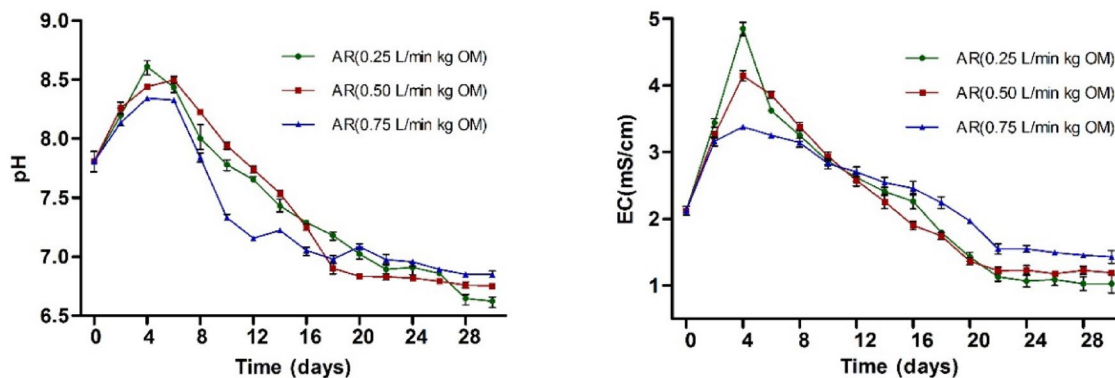 9.0
8.5
8.0
7.5
7.0
6.5
pH
AR(0.25 L/min kg OM)
AR(0.50 L/min kg OM)
AR(0.75 L/min kg OM)
0 4 8 12 16 20 24 28
Time (days)
5
4
3
2
1
EC(mS/cm)
AR(0.25 L/min kg OM)
AR(0.50 L/min kg OM)
AR(0.75 L/min kg OM)
0 4 8 12 16 20 24 28
Time (days)